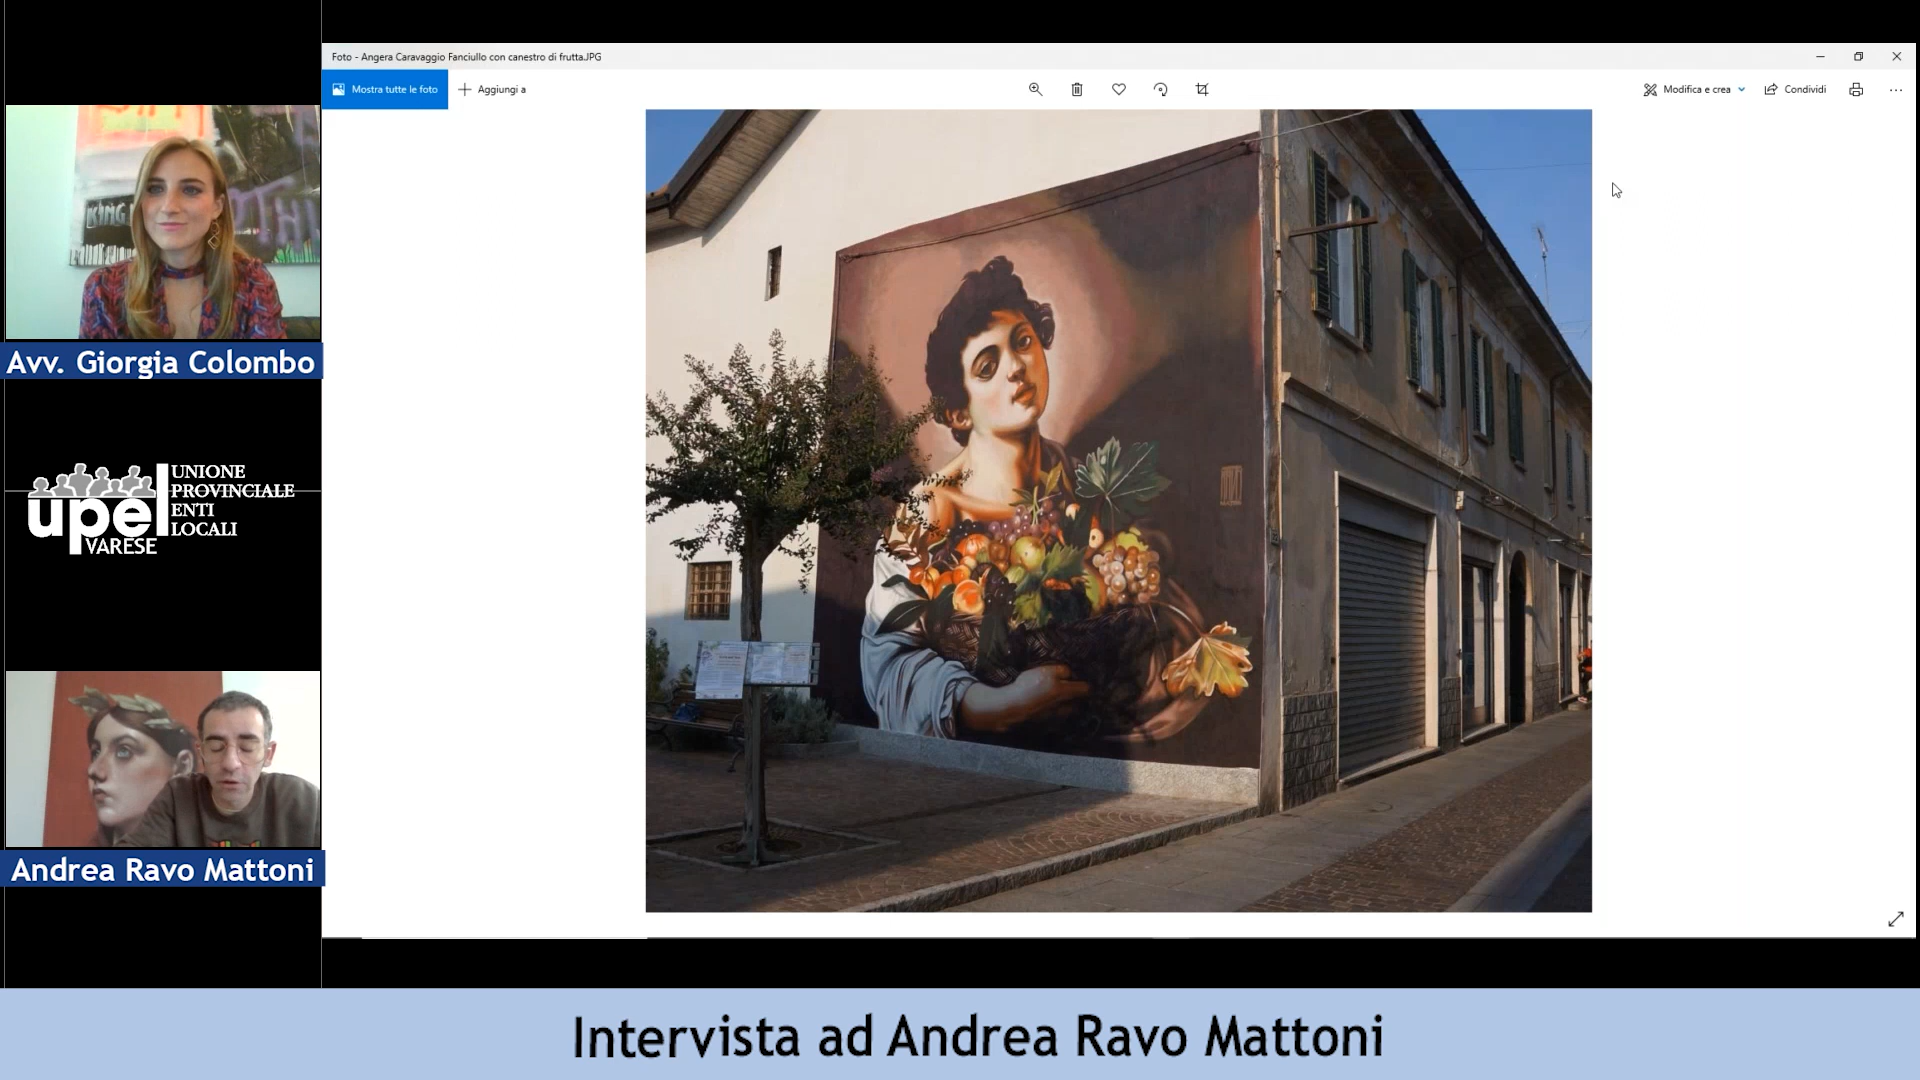 Foto - Angera Caravaggio Fanciullo con canestro di frutta.JPG
Mostra tutte le foto
Aggiungi a
Modifica e crea
Condividi
KING
Avv. Giorgia Colombo
upel
UNIONE
PROVINCIALE
ENTI
LOCALI
VARESE
Andrea Ravo Mattoni
Intervista ad Andrea Ravo Mattoni